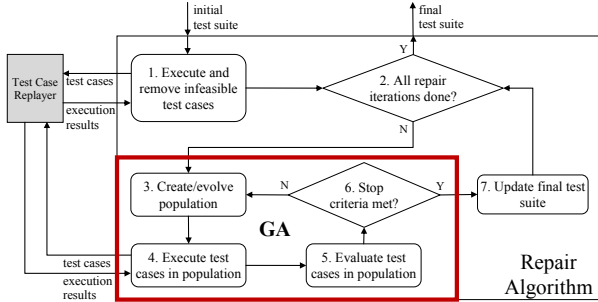 initial
test suite
final
test suite
Y
Test Case
Replayer
test cases
execution
results
1. Execute and
remove infeasible
test cases
2. All repair
iterations done?
N
3. Create/evolve
population
N
6. Stop
criteria met?
Y
7. Update final test
suite
GA
4. Execute test
cases in population
5. Evaluate test
cases in population
test cases
execution
results
Repair
Algorithm